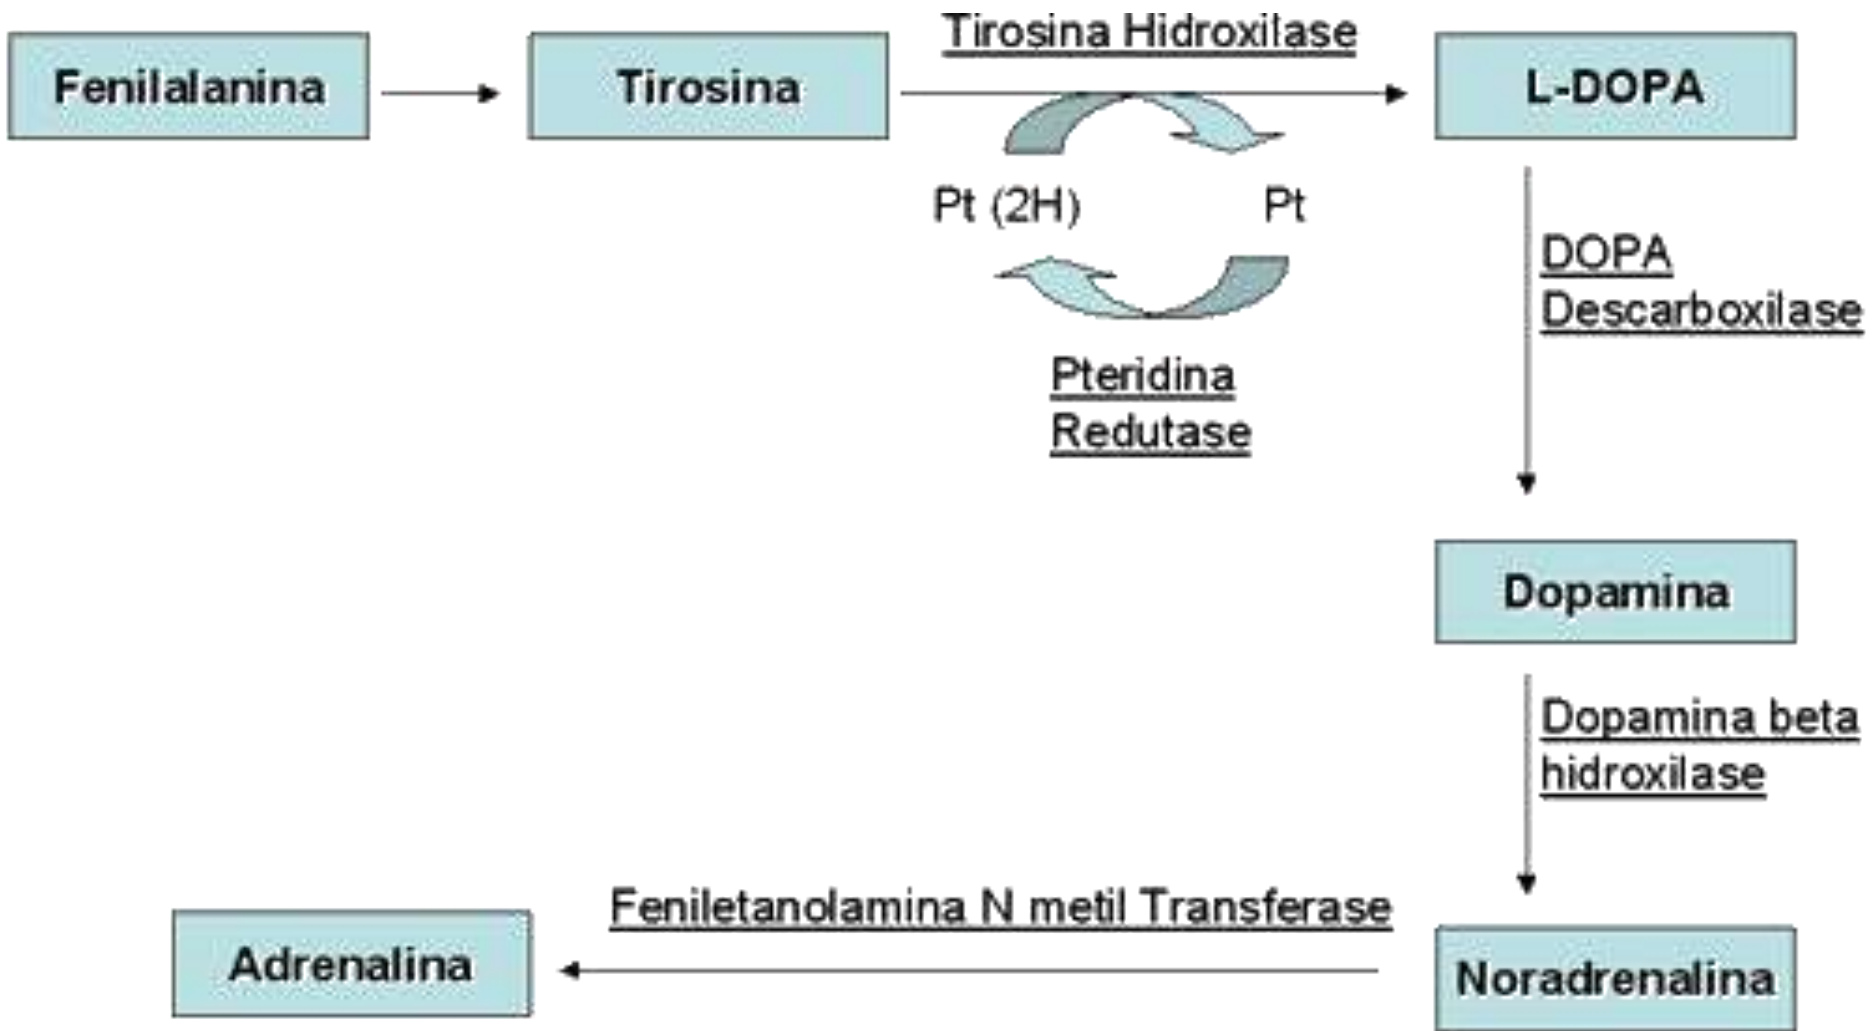 Tirosina Hidroxilase
Fenilalanina
Tirosina
L-DOPA
Pt (2H)
Pt
DOPA
Descarboxilase
Pteridina
Redutase
Dopamina
Dopamina beta
hidroxilase
Feniletanolamina N metil Transferase
Adrenalina
Noradrenalina